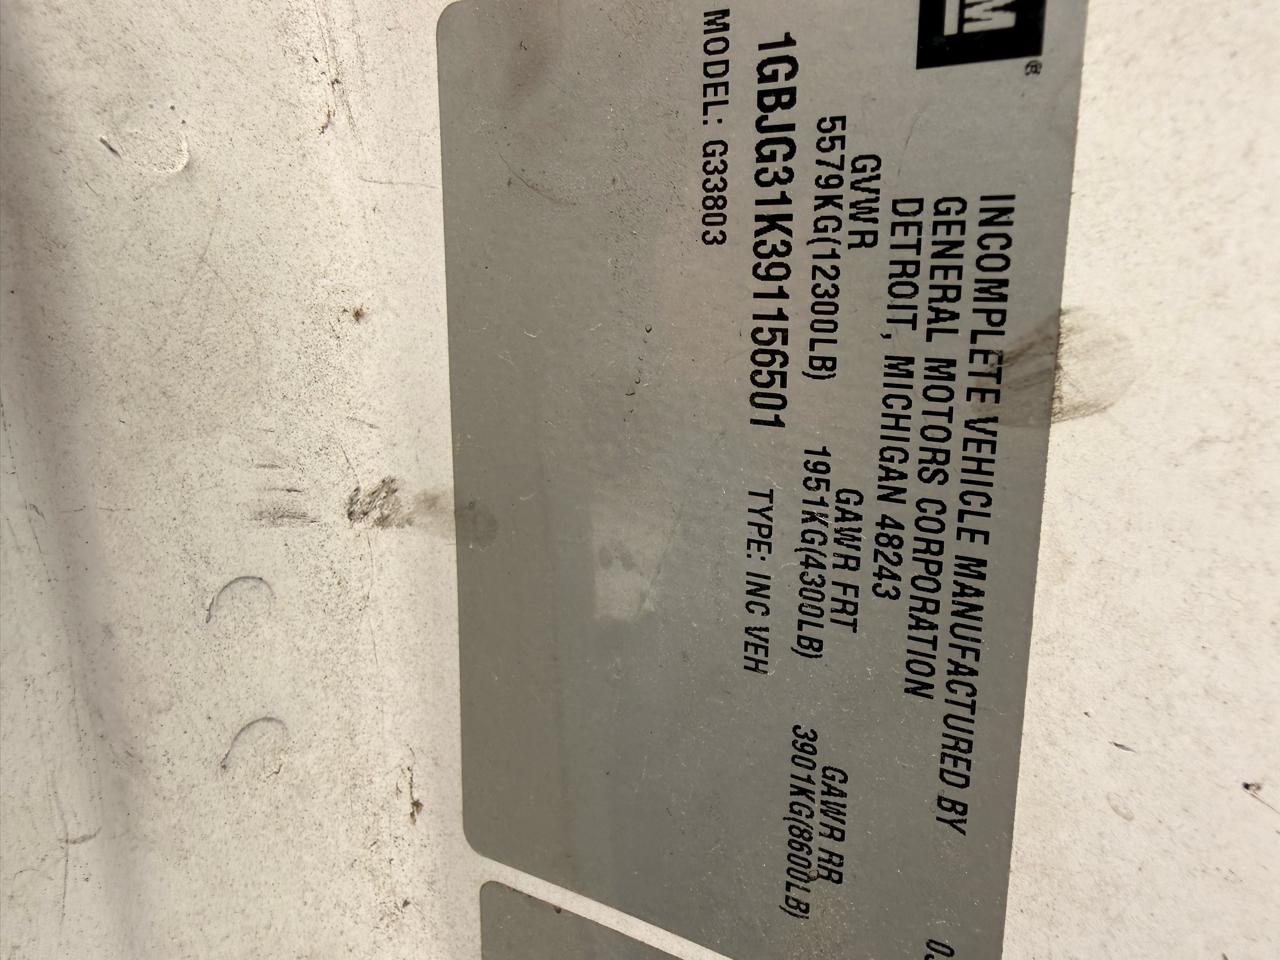 GM®
INCOMPLETE VEHICLE MANUFACTURED BY
GENERAL MOTORS CORPORATION
DETROIT, MICHIGAN 48243
GVWR GAWR FRT GAWR RR
5579KG(12300LB) 1951KG(4300LB) 3901KG(8600LB)
1GBJG31K391156501 TYPE: INC VEH
MODEL: G33803